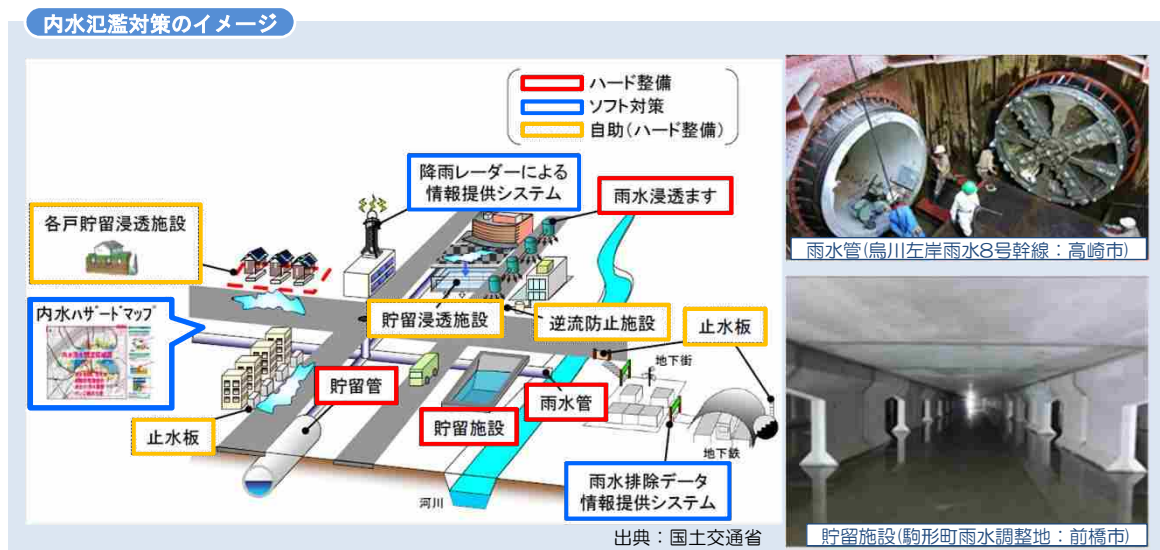 内水氾濫対策のイメージ
ハード整備
ソフト対策
自助(ハード整備)
降雨レーダーによる
情報提供システム
雨水浸透ます
各戸貯留浸透施設
内水ハザードマップ
貯留浸透施設
逆流防止施設
止水板
地下街
貯留管
雨水管
止水板
貯留施設
地下鉄
雨水排除データ
情報提供システム
河川
出典:国土交通省
雨水管(烏川左岸雨水8号幹線:高崎市)
貯留施設(駒形町雨水調整地:前橋市)